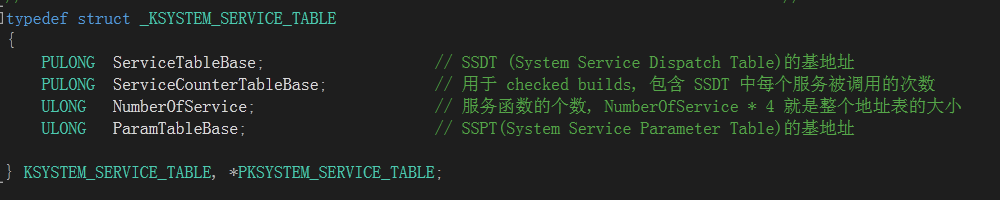 typedef struct _KSYSTEM_SERVICE_TABLE
{
PULONG ServiceTableBase; // SSDT (System Service Dispatch Table)的基地址
PULONG ServiceCounterTableBase; // 用于 checked builds, 包含 SSDT 中每个服务被调用的次数
ULONG NumberOfService; // 服务函数的个数, NumberOfService * 4 就是整个地址表的大小
ULONG ParamTableBase; // SSPT(System Service Parameter Table)的基地址
} KSYSTEM_SERVICE_TABLE, *PKSYSTEM_SERVICE_TABLE;